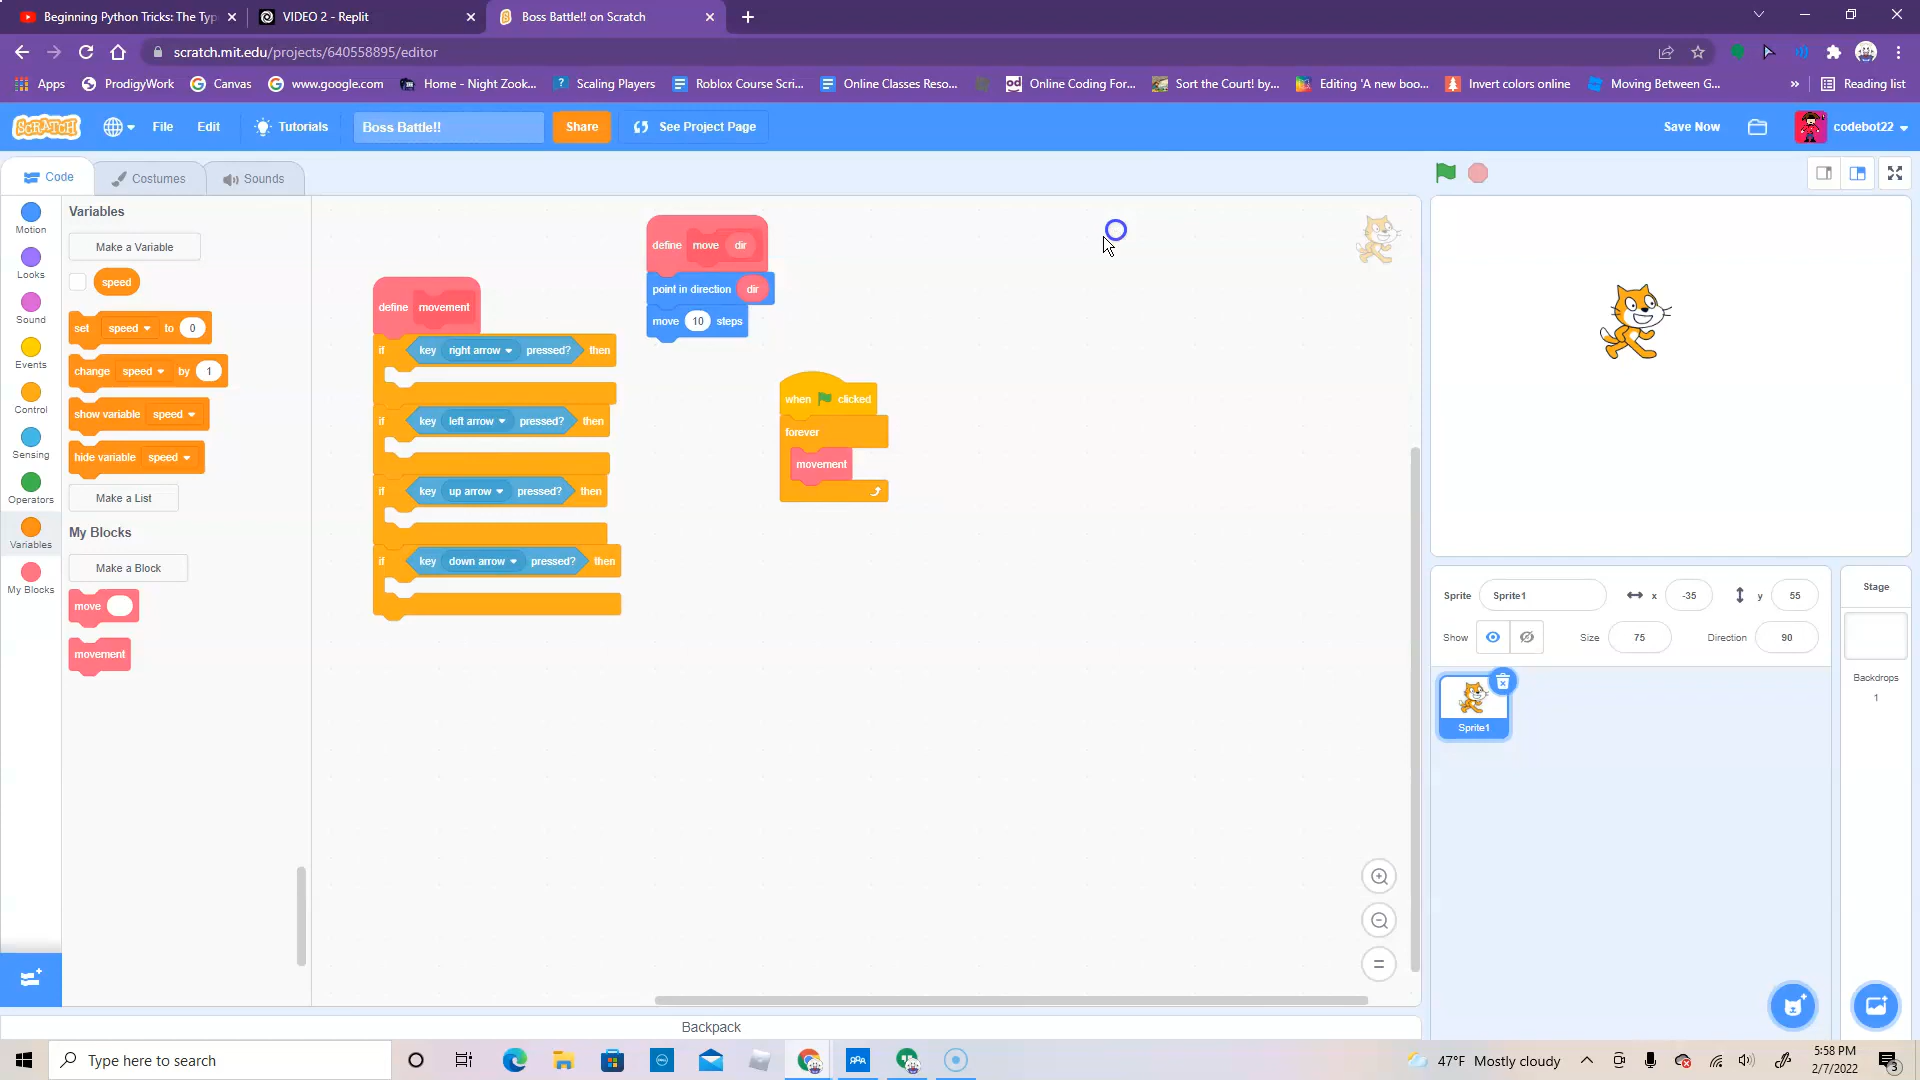 Beginning Python Tricks: The Typ
VIDEO 2 - Replit
Boss Battle!! on Scratch
scratch.mit.edu/projects/640558895/editor
Apps
ProdigyWork
Canvas
www.google.com
Home - Night Zook...
Scaling Players
Roblox Course Scri...
Online Classes Reso...
Online Coding For...
Sort the Court! by...
Editing 'A new boo...
Invert colors online
Moving Between G...
Reading list
SCRATCH
File
Edit
Tutorials
Boss Battle!!
Share
See Project Page
Save Now
codebot22
Code
Costumes
Sounds
Motion
Looks
Sound
Events
Control
Sensing
Operators
Variables
My Blocks
Variables
Make a Variable
speed
set speed to 0
change speed by 1
show variable speed
hide variable speed
Make a List
My Blocks
Make a Block
move
movement
define movement
if key right arrow pressed? then
if key left arrow pressed? then
if key up arrow pressed? then
if key down arrow pressed? then
define move dir
point in direction dir
move 10 steps
when clicked
forever
movement
Sprite Sprite1 x -35 y 55
Show Size 75 Direction 90
Sprite1
Stage
Backdrops
1
Backpack
Type here to search
47°F Mostly cloudy
5:58 PM
2/7/2022
3